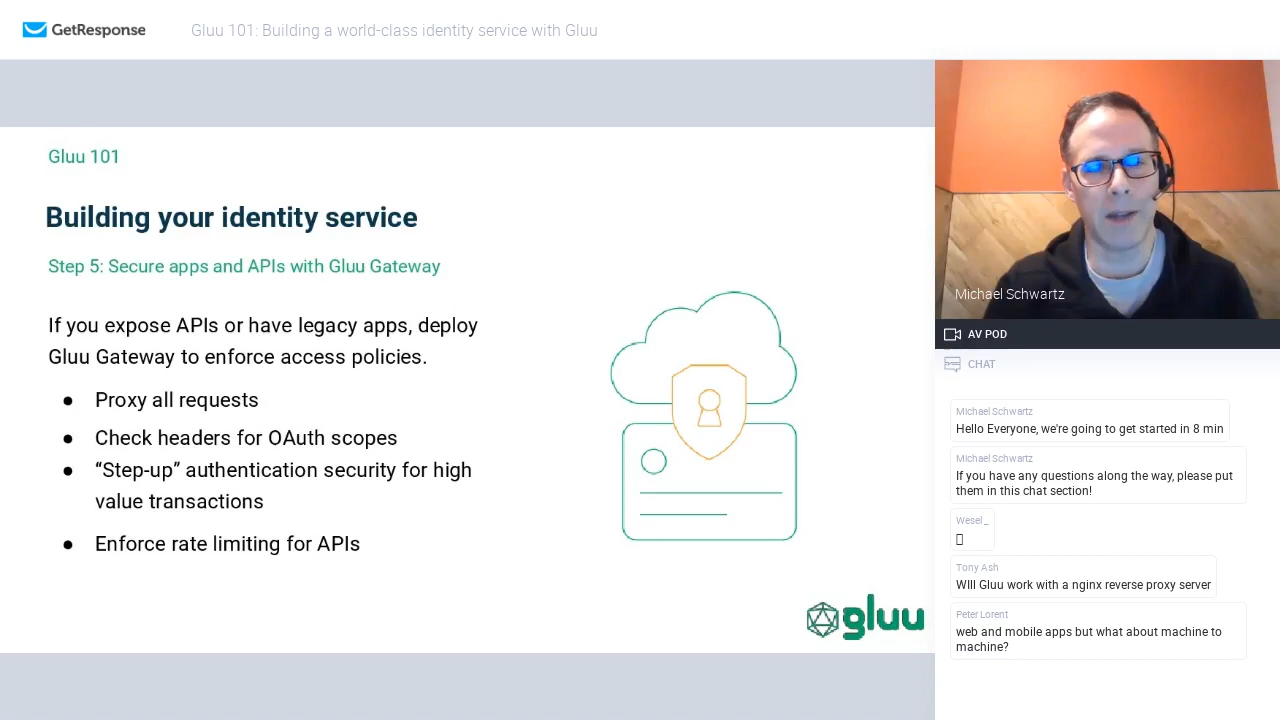 GetResponse
Gluu 101: Building a world-class identity service with Gluu
Gluu 101
Building your identity service
Step 5: Secure apps and APIs with Gluu Gateway
If you expose APIs or have legacy apps, deploy
Gluu Gateway to enforce access policies.
● Proxy all requests
● Check headers for OAuth scopes
● “Step-up” authentication security for high
value transactions
● Enforce rate limiting for APIs
gluu
Michael Schwartz
AV POD
CHAT
Michael Schwartz
Hello Everyone, we're going to get started in 8 min
Michael Schwartz
If you have any questions along the way, please put
them in this chat section!
Wesel _
Tony Ash
WIll Gluu work with a nginx reverse proxy server
Peter Lorent
web and mobile apps but what about machine to
machine?